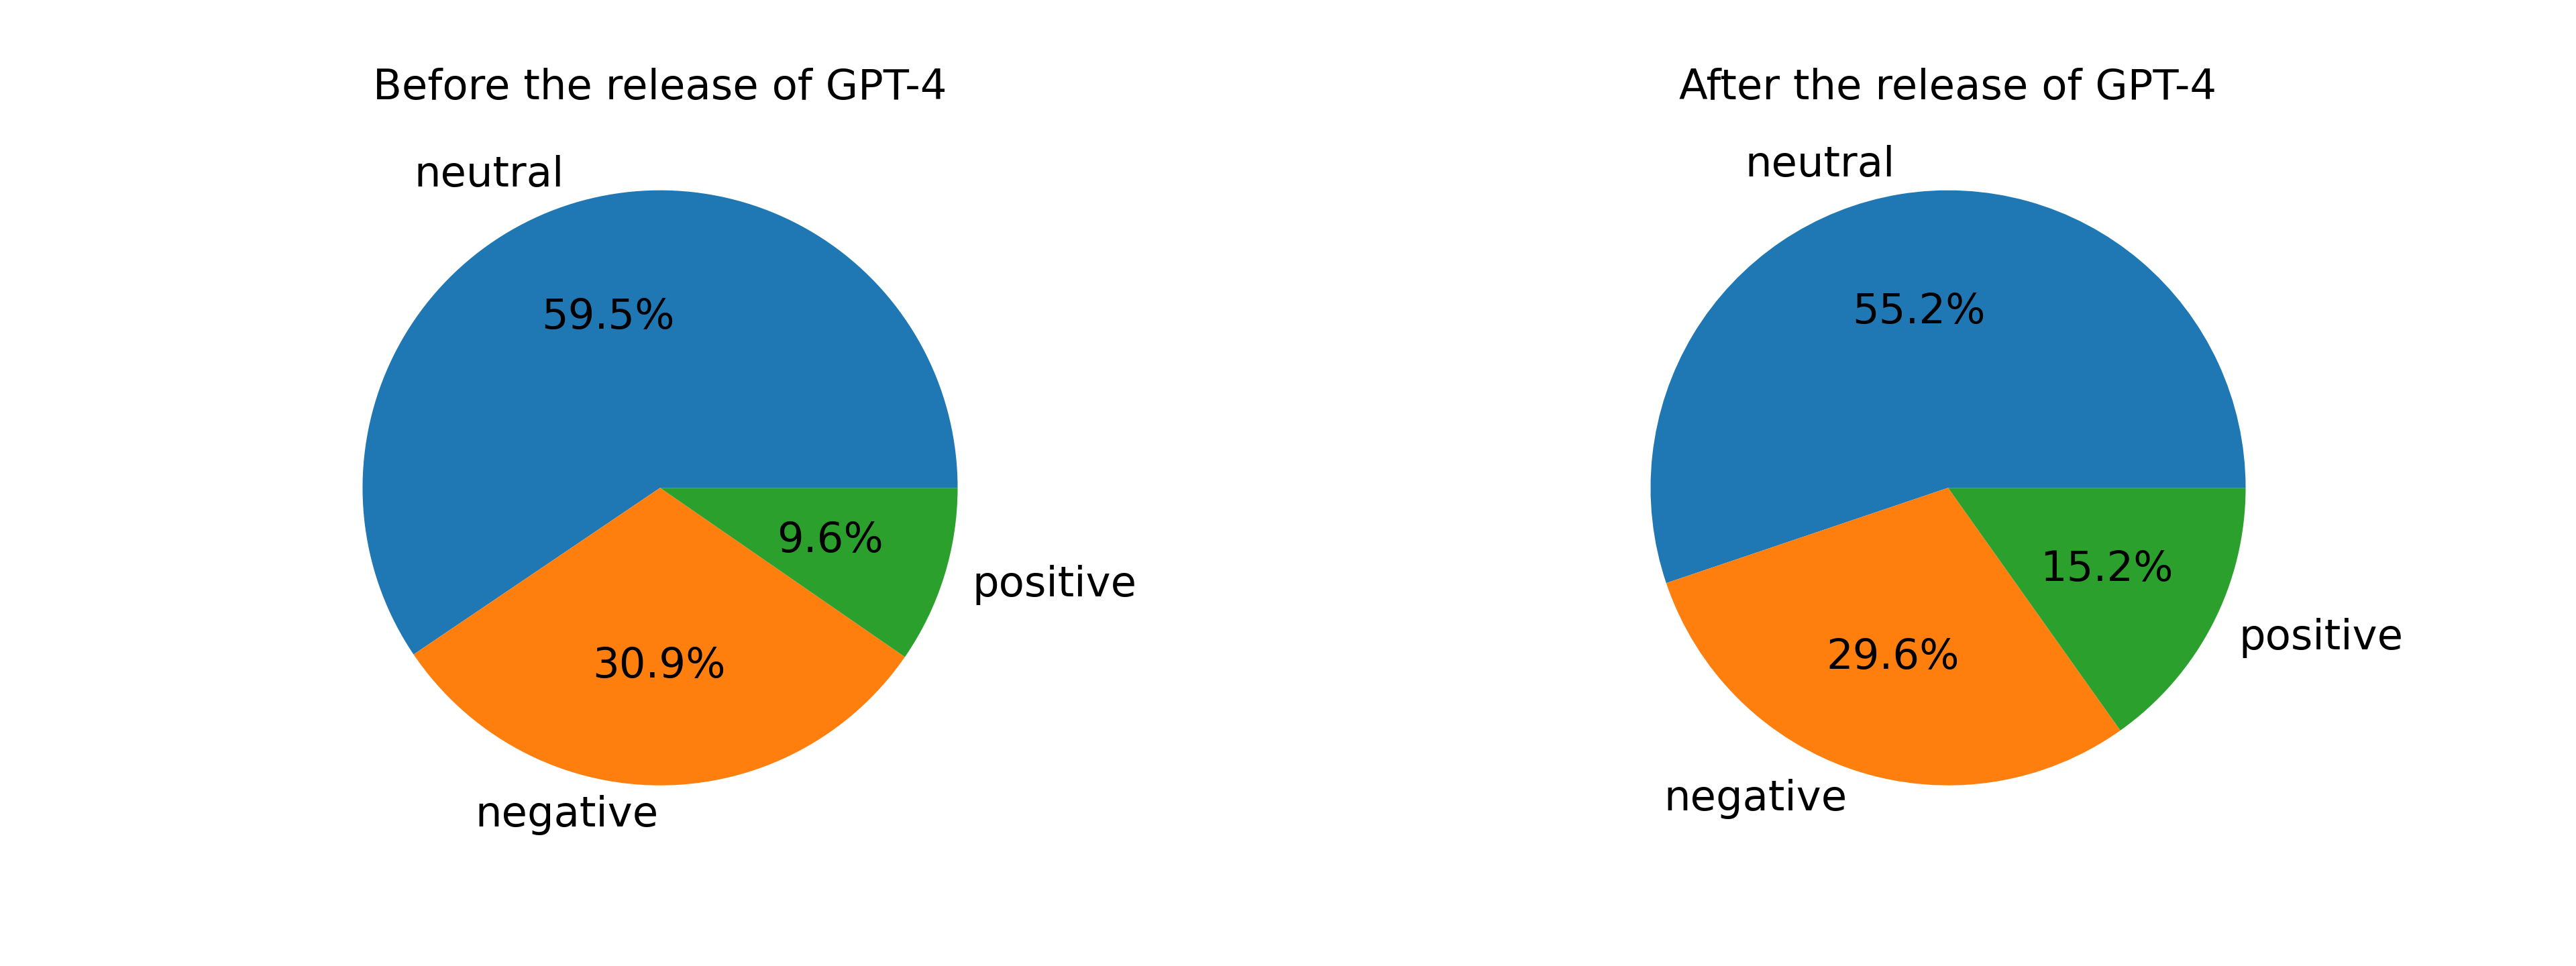 Before the release of GPT-4
neutral
59.5%
9.6%
positive
30.9%
negative
After the release of GPT-4
neutral
55.2%
15.2%
positive
29.6%
negative